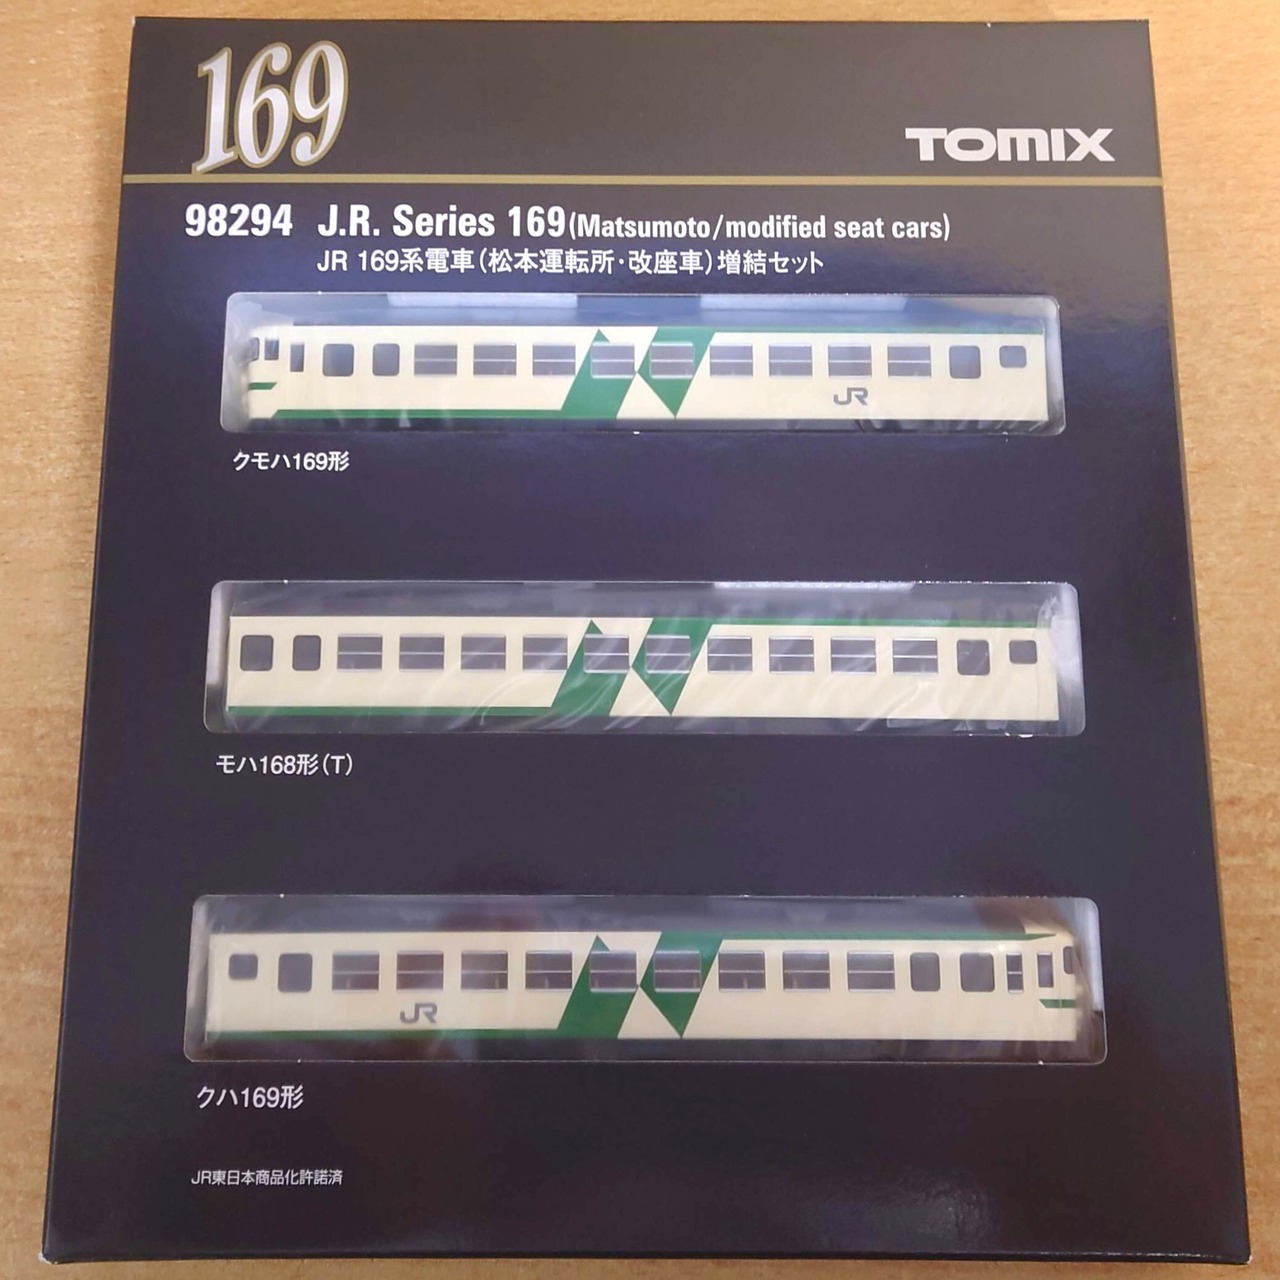 169
TOMIX
98294 J.R. Series 169(Matsumoto/modified seat cars)
JR 169系電車(松本運転所・改座車)増結セット
JR
クモハ169形
モハ168形(T)
JR
クハ169形
JR東日本商品化許諾済